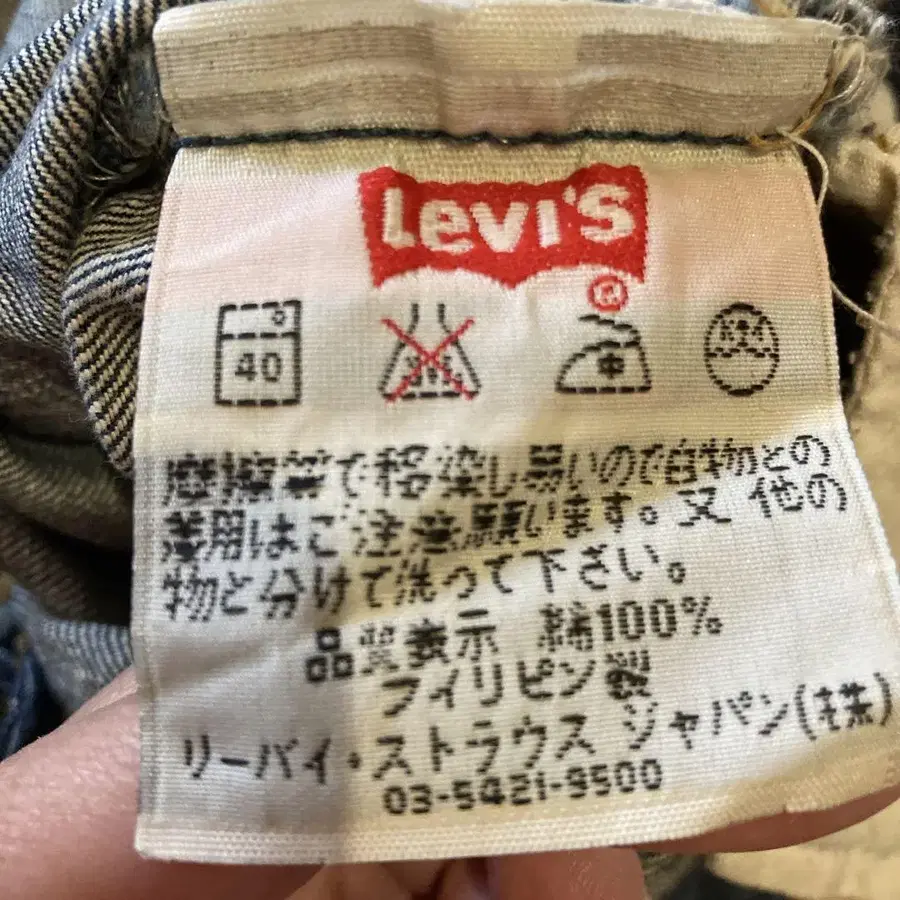 LEVI'S
®
40
中
摩擦等で移染し易いので白物との
着用はご注意願います。又 他の
物と分けて洗って下さい。
品質表示 綿100%
フィリピン製
リーバイ・ストラウス ジャパン(株)
03-5421-9500